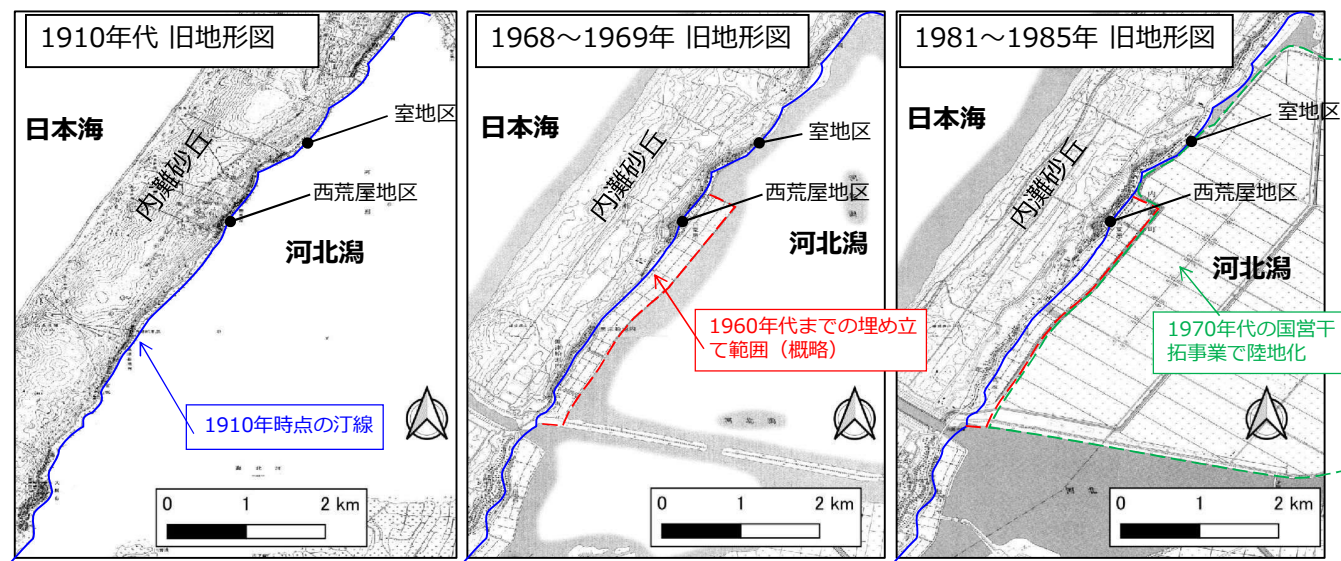 1910年代 旧地形図
日本海
内灘砂丘
室地区
西荒屋地区
河北潟
1910年時点の汀線
0 1 2 km
1968～1969年 旧地形図
日本海
内灘砂丘
室地区
西荒屋地区
河北潟
1960年代までの埋め立
て範囲（概略）
0 1 2 km
1981～1985年 旧地形図
日本海
内灘砂丘
室地区
西荒屋地区
河北潟
1970年代の国営干
拓事業で陸地化
0 1 2 km